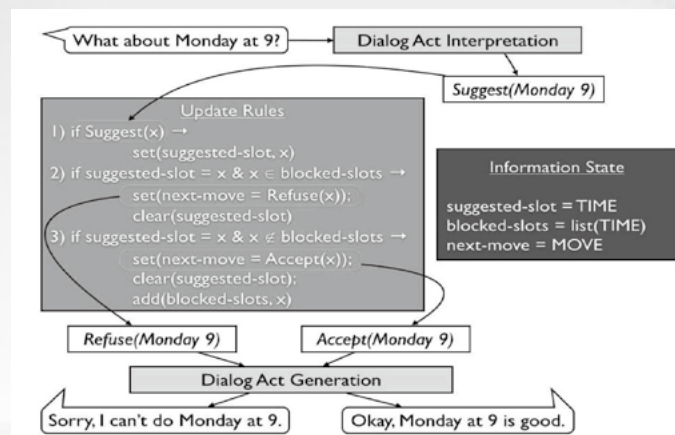 What about Monday at 9?
Dialog Act Interpretation
Suggest(Monday 9)
Update Rules
1) if Suggest(x) →
set(suggested-slot, x)
2) if suggested-slot = x & x ∈ blocked-slots →
set(next-move = Refuse(x));
clear(suggested-slot)
3) if suggested-slot = x & x ∉ blocked-slots →
set(next-move = Accept(x));
clear(suggested-slot);
add(blocked-slots, x)
Information State
suggested-slot = TIME
blocked-slots = list(TIME)
next-move = MOVE
Refuse(Monday 9)
Accept(Monday 9)
Dialog Act Generation
Sorry, I can't do Monday at 9.
Okay, Monday at 9 is good.